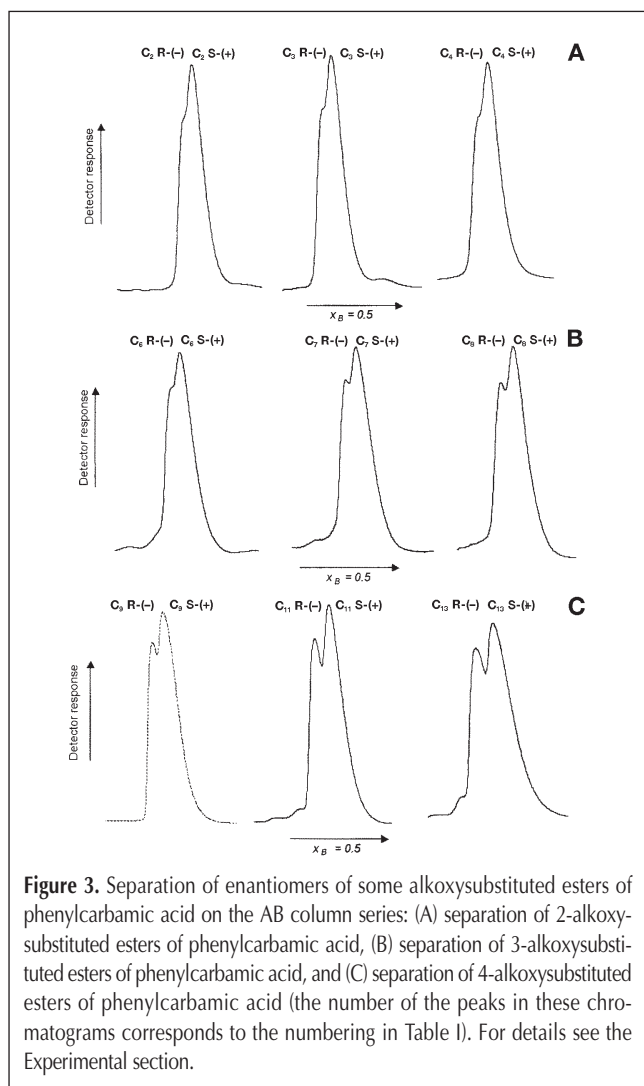 C₂ R-(–) C₂ S-(+) C₃ R-(–) C₃ S-(+) C₄ R-(–) C₄ S-(+) A
Detector response
x_B = 0.5
C₆ R-(–) C₆ S-(+) C₇ R-(–) C₇ S-(+) C₈ R-(–) C₈ S-(+) B
Detector response
x_B = 0.5
C₉ R-(–) C₉ S-(+) C₁₁ R-(–) C₁₁ S-(+) C₁₃ R-(–) C₁₃ S-(+) C
Detector response
x_B = 0.5
Figure 3. Separation of enantiomers of some alkoxysubstituted esters of
phenylcarbamic acid on the AB column series: (A) separation of 2-alkoxy-
substituted esters of phenylcarbamic acid, (B) separation of 3-alkoxysubsti-
tuted esters of phenylcarbamic acid, and (C) separation of 4-alkoxysubstituted
esters of phenylcarbamic acid (the number of the peaks in these chro-
matograms corresponds to the numbering in Table I). For details see the
Experimental section.